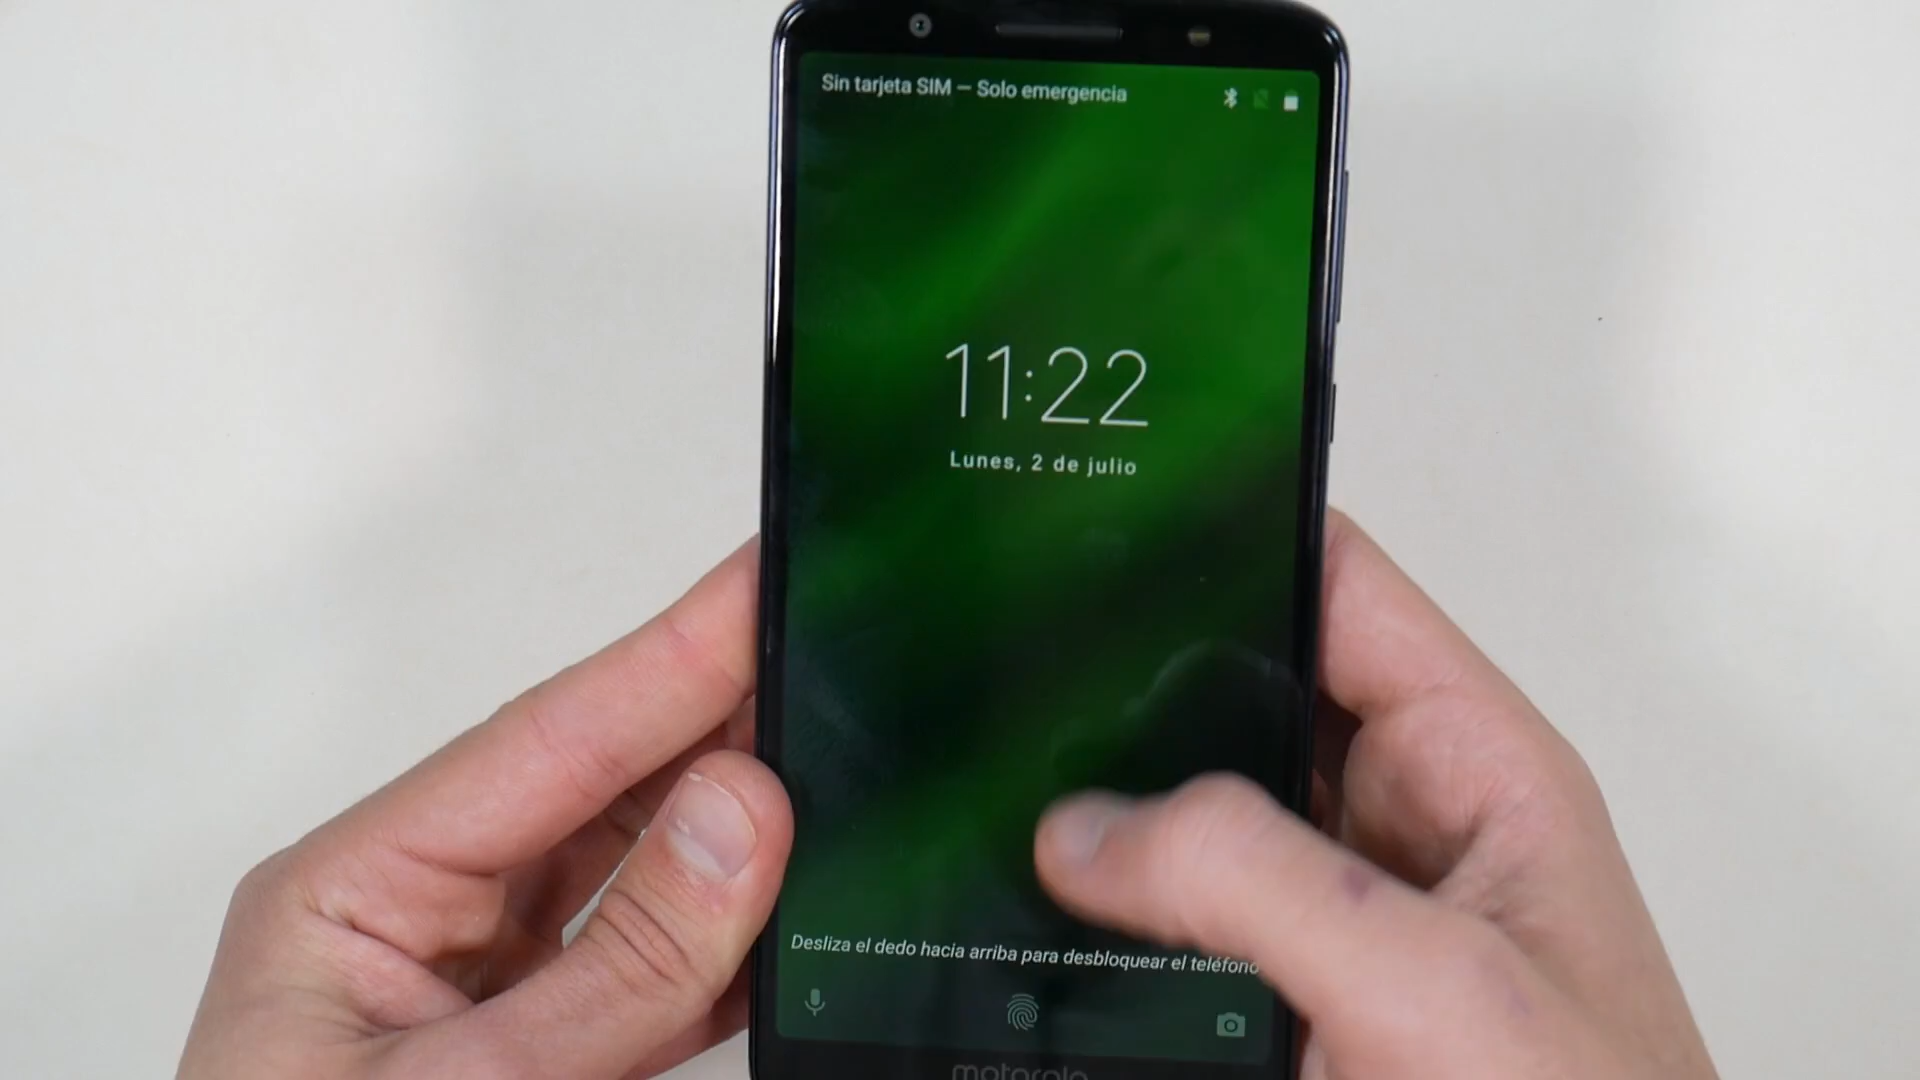 Sin tarjeta SIM – Solo emergencia
11:22
Lunes, 2 de julio
Desliza el dedo hacia arriba para desbloquear el teléfono
motorola